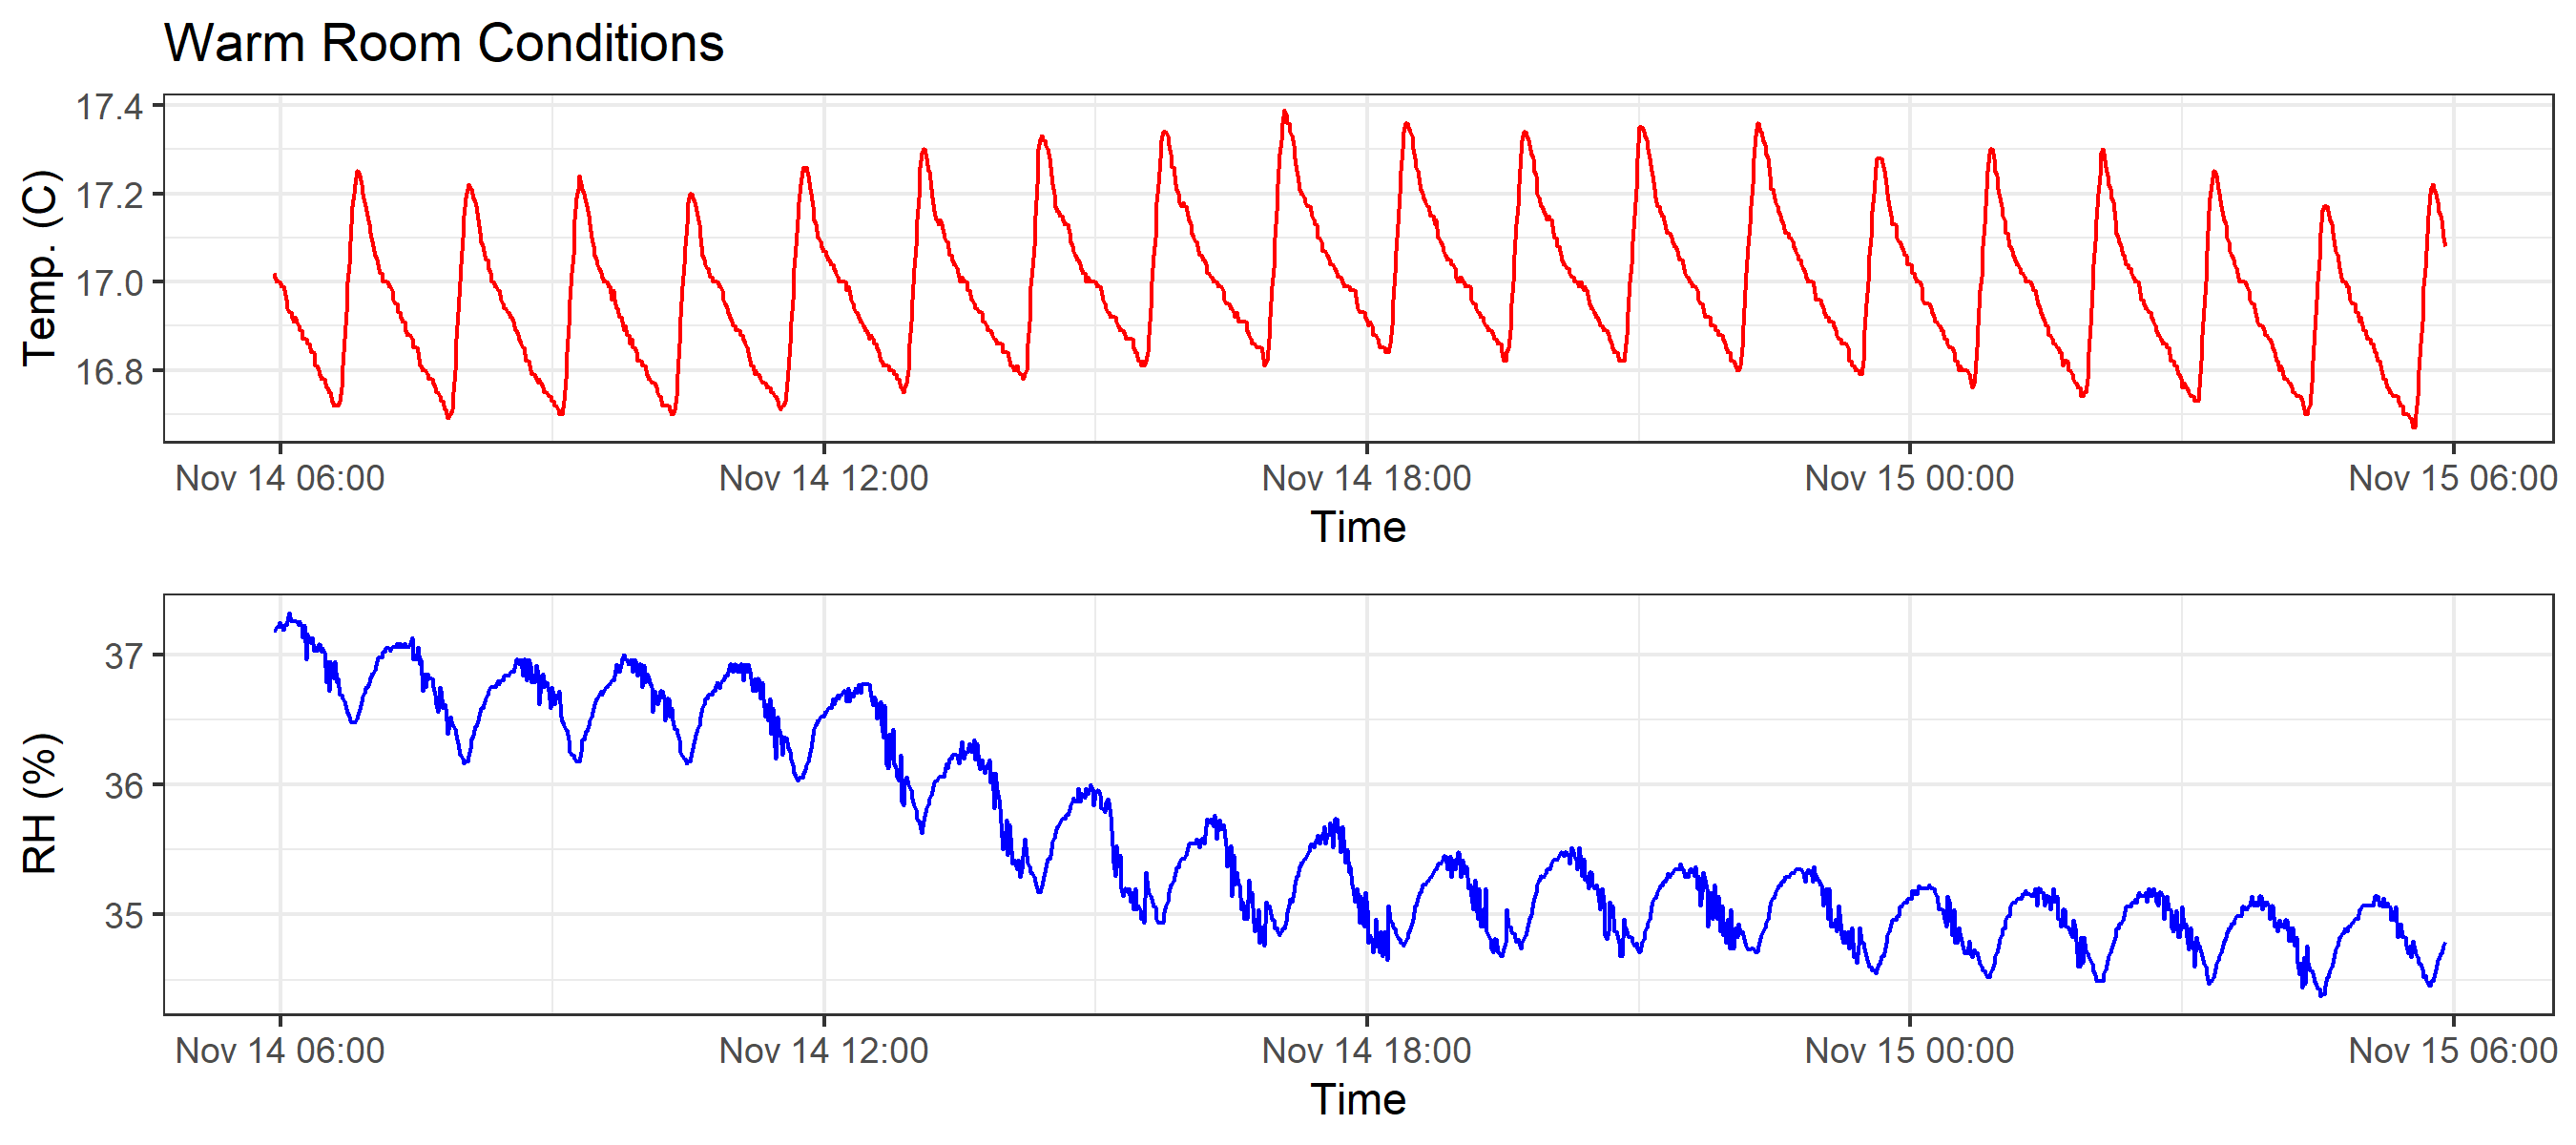 Warm Room Conditions
Temp. (C)
17.4
17.2
17.0
16.8
Nov 14 06:00 Nov 14 12:00 Nov 14 18:00 Nov 15 00:00 Nov 15 06:00
Time
RH (%)
37
36
35
Nov 14 06:00 Nov 14 12:00 Nov 14 18:00 Nov 15 00:00 Nov 15 06:00
Time